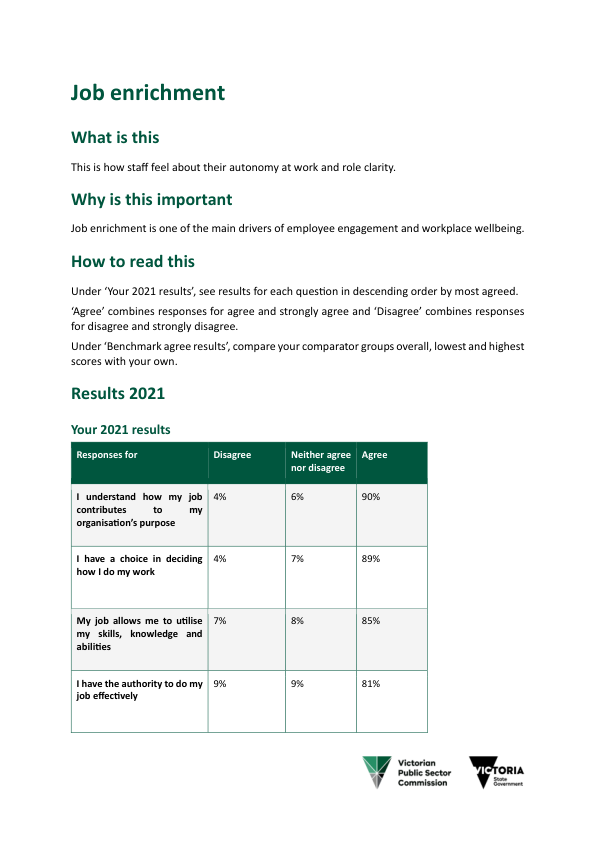 Job enrichment
What is this
This is how staff feel about their autonomy at work and role clarity.
Why is this important
Job enrichment is one of the main drivers of employee engagement and workplace wellbeing.
How to read this
Under ‘Your 2021 results’, see results for each question in descending order by most agreed.
‘Agree’ combines responses for agree and strongly agree and ‘Disagree’ combines responses
for disagree and strongly disagree.
Under ‘Benchmark agree results’, compare your comparator groups overall, lowest and highest
scores with your own.
Results 2021
Your 2021 results
Responses for Disagree Neither agree Agree
nor disagree
I understand how my job 4% 6% 90%
contributes to my
organisation’s purpose
I have a choice in deciding 4% 7% 89%
how I do my work
My job allows me to utilise 7% 8% 85%
my skills, knowledge and
abilities
I have the authority to do my 9% 9% 81%
job effectively
Victorian
Public Sector
Commission
VICTORIA
State
Government